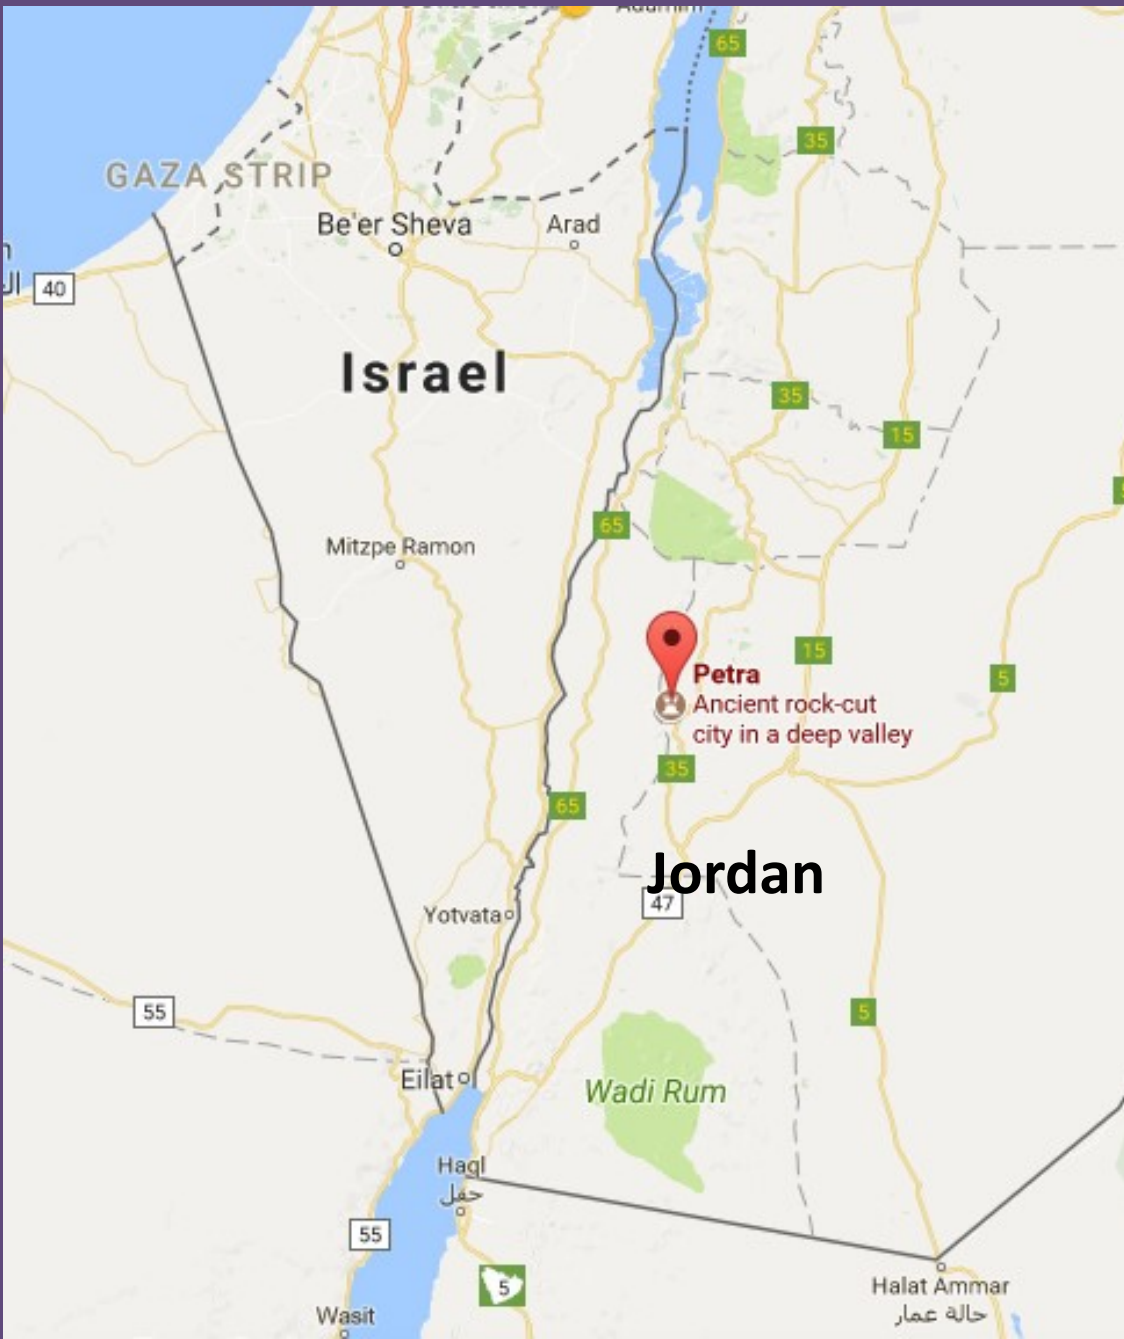 65
35
GAZA STRIP
Be'er Sheva
Arad
40
Israel
35
15
65
Mitzpe Ramon
15
Petra
Ancient rock-cut
city in a deep valley
5
35
65
Jordan
47
Yotvata
55
5
Eilat
Wadi Rum
Haql
حقل
55
5
Halat Ammar
حالة عمار
Wasit